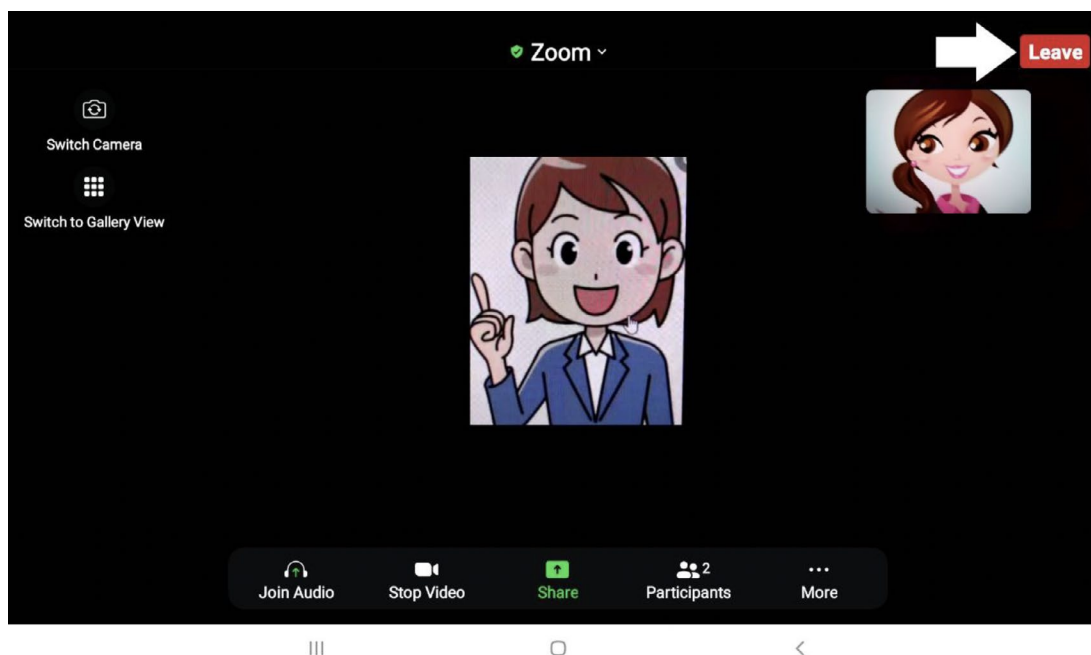 Zoom
Leave
Switch Camera
Switch to Gallery View
Join Audio
Stop Video
Share
2
Participants
More